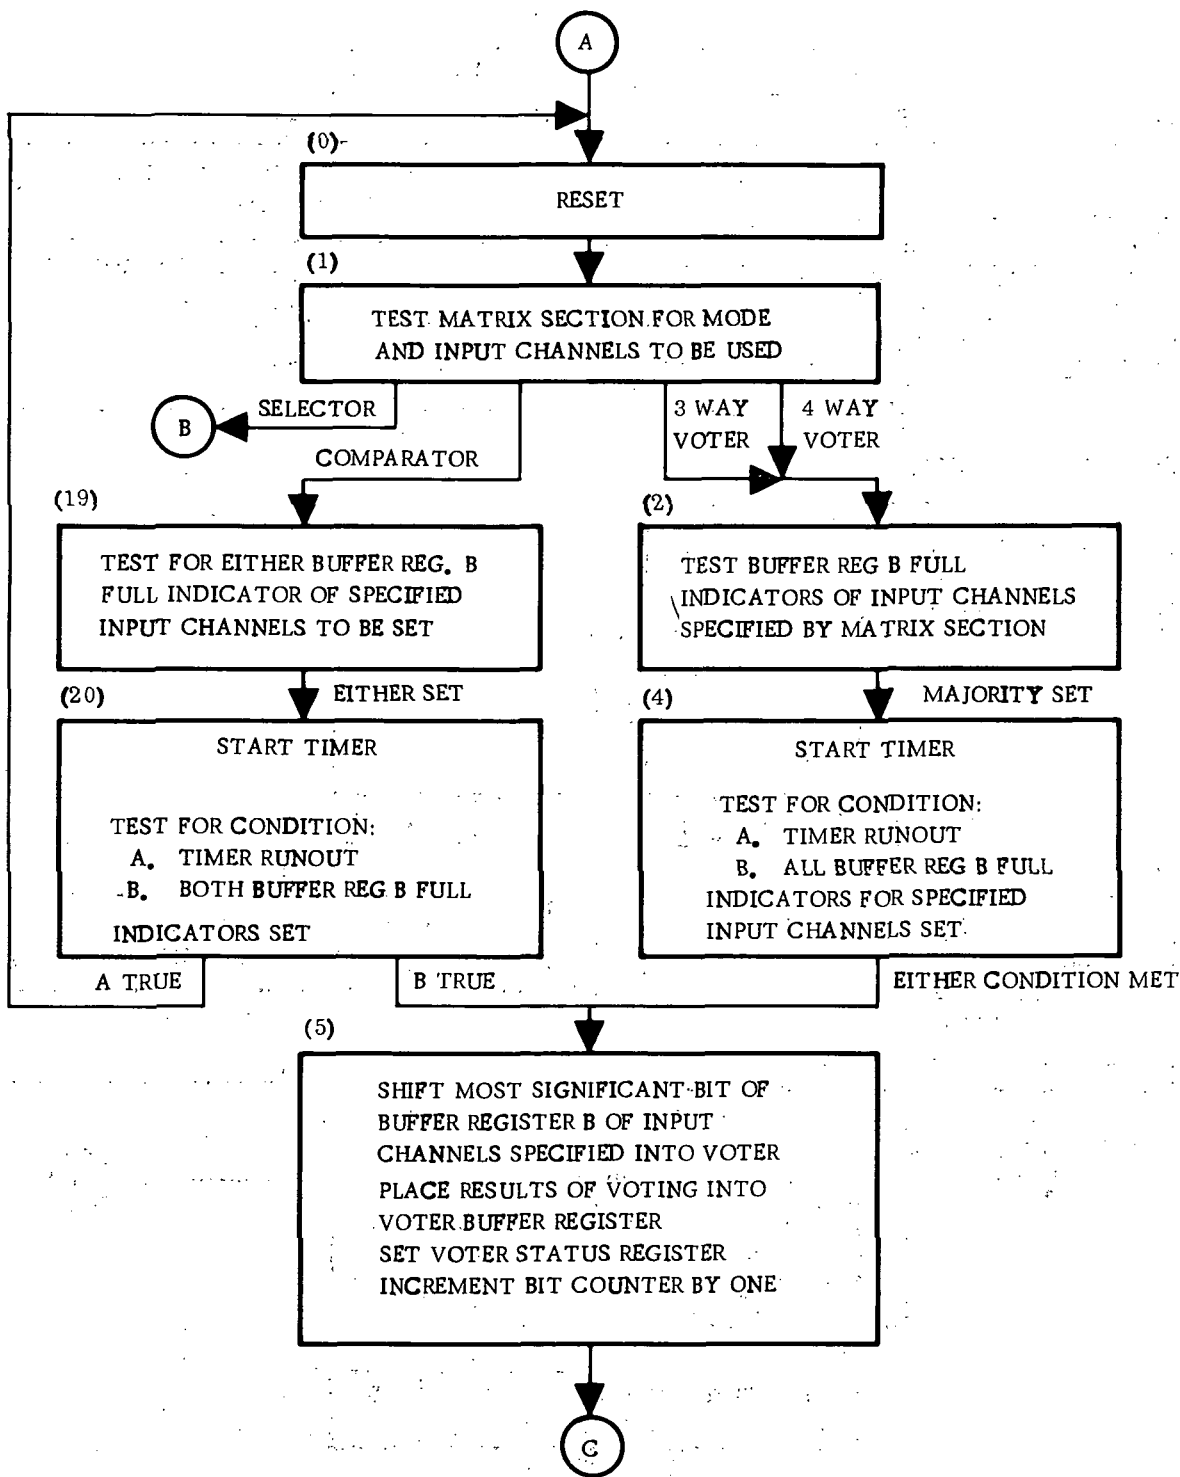 A
(0)
RESET
(1)
TEST MATRIX SECTION FOR MODE
AND INPUT CHANNELS TO BE USED
SELECTOR
B
COMPARATOR
3 WAY
VOTER
4 WAY
VOTER
(19)
TEST FOR EITHER BUFFER REG. B
FULL INDICATOR OF SPECIFIED
INPUT CHANNELS TO BE SET
(2)
TEST BUFFER REG B FULL
INDICATORS OF INPUT CHANNELS
SPECIFIED BY MATRIX SECTION
EITHER SET
MAJORITY SET
(20)
START TIMER
TEST FOR CONDITION:
A. TIMER RUNOUT
B. BOTH BUFFER REG B FULL
INDICATORS SET
(4)
START TIMER
TEST FOR CONDITION:
A. TIMER RUNOUT
B. ALL BUFFER REG B FULL
INDICATORS FOR SPECIFIED
INPUT CHANNELS SET
A TRUE
B TRUE
EITHER CONDITION MET
(5)
SHIFT MOST SIGNIFICANT BIT OF
BUFFER REGISTER B OF INPUT
CHANNELS SPECIFIED INTO VOTER
PLACE RESULTS OF VOTING INTO
VOTER BUFFER REGISTER
SET VOTER STATUS REGISTER
INCREMENT BIT COUNTER BY ONE
C